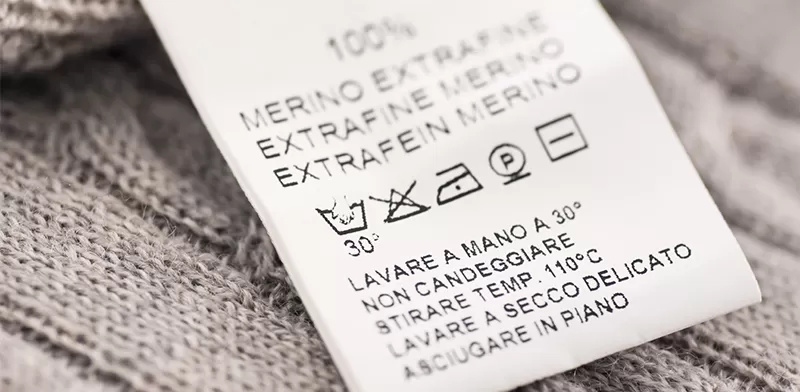 100%
MERINO EXTRAFINE
EXTRAFINE MERINO
EXTRAFEIN MERINO
P
30°
LAVARE A MANO A 30°
NON CANDEGGIARE
STIRARE TEMP. 110°C
LAVARE A SECCO DELICATO
ASCIUGARE IN PIANO